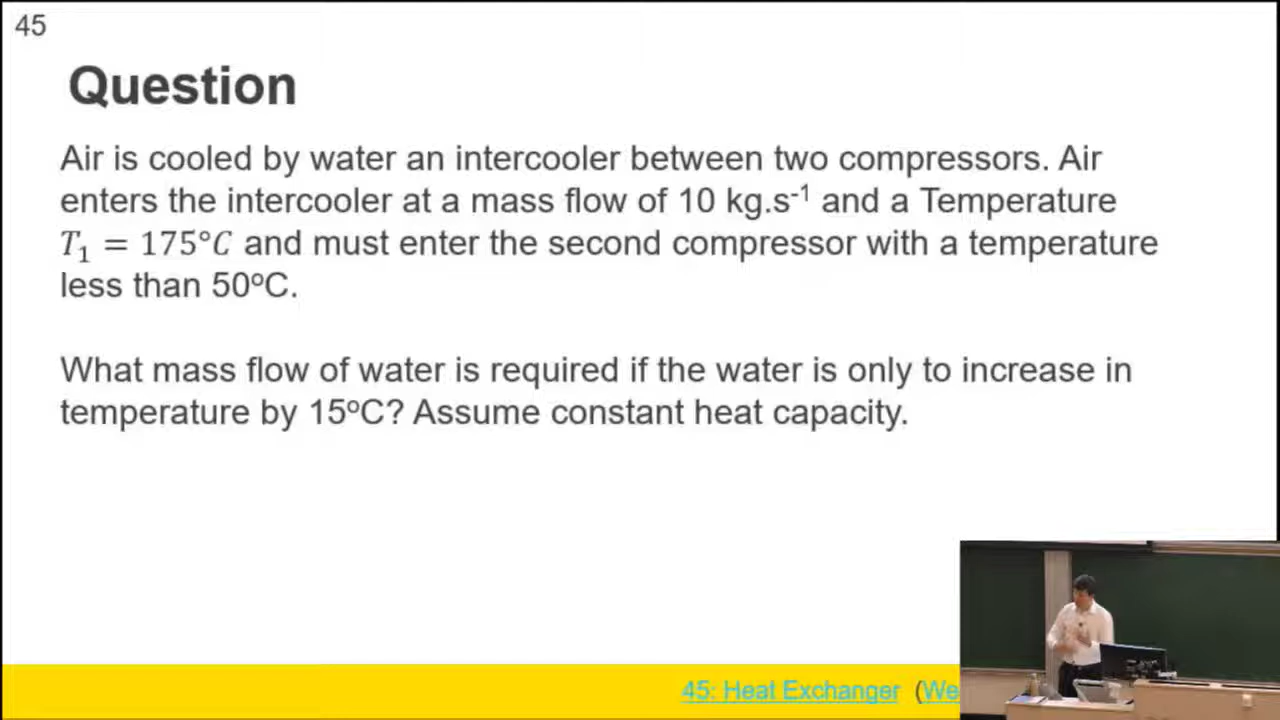 45
Question
Air is cooled by water an intercooler between two compressors. Air
enters the intercooler at a mass flow of 10 kg.s⁻¹ and a Temperature
T₁ = 175°C and must enter the second compressor with a temperature
less than 50ºC.
What mass flow of water is required if the water is only to increase in
temperature by 15ºC? Assume constant heat capacity.
45: Heat Exchanger (We